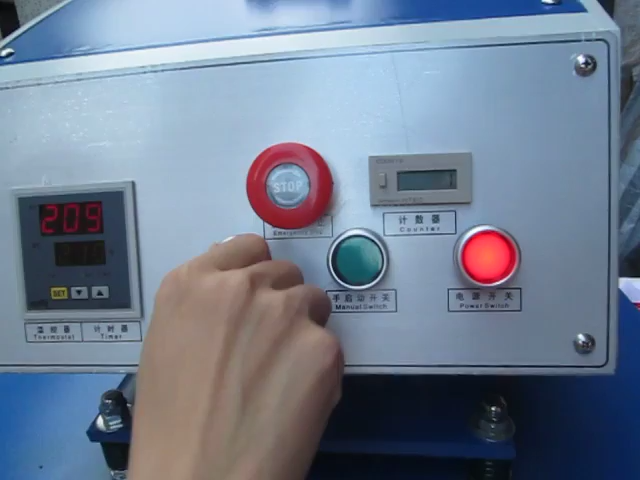 209
SET
温控器
计时器
Thermostat
Timer
STOP
Emergency
计数器
Counter
手启动开关
Manual Switch
电源开关
Power Switch